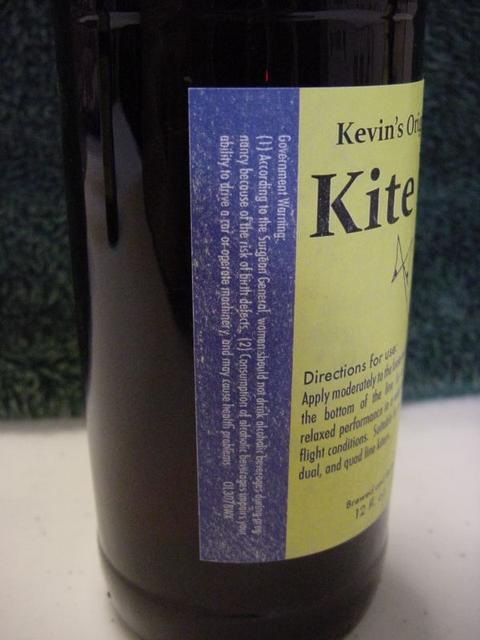 Government Warning:
(1) According to the Surgeon General, women should not drink alcoholic beverages during preg-
nancy because of the risk of birth defects. (2) Consumption of alcoholic beverages impairs your
ability to drive a car or operate machinery, and may cause health problems
Kevin's
Kite
Directions for use:
Apply moderately to the
the bottom of the
relaxed performance
flight conditions.
dual, and quad line
Brewed
12 fl.